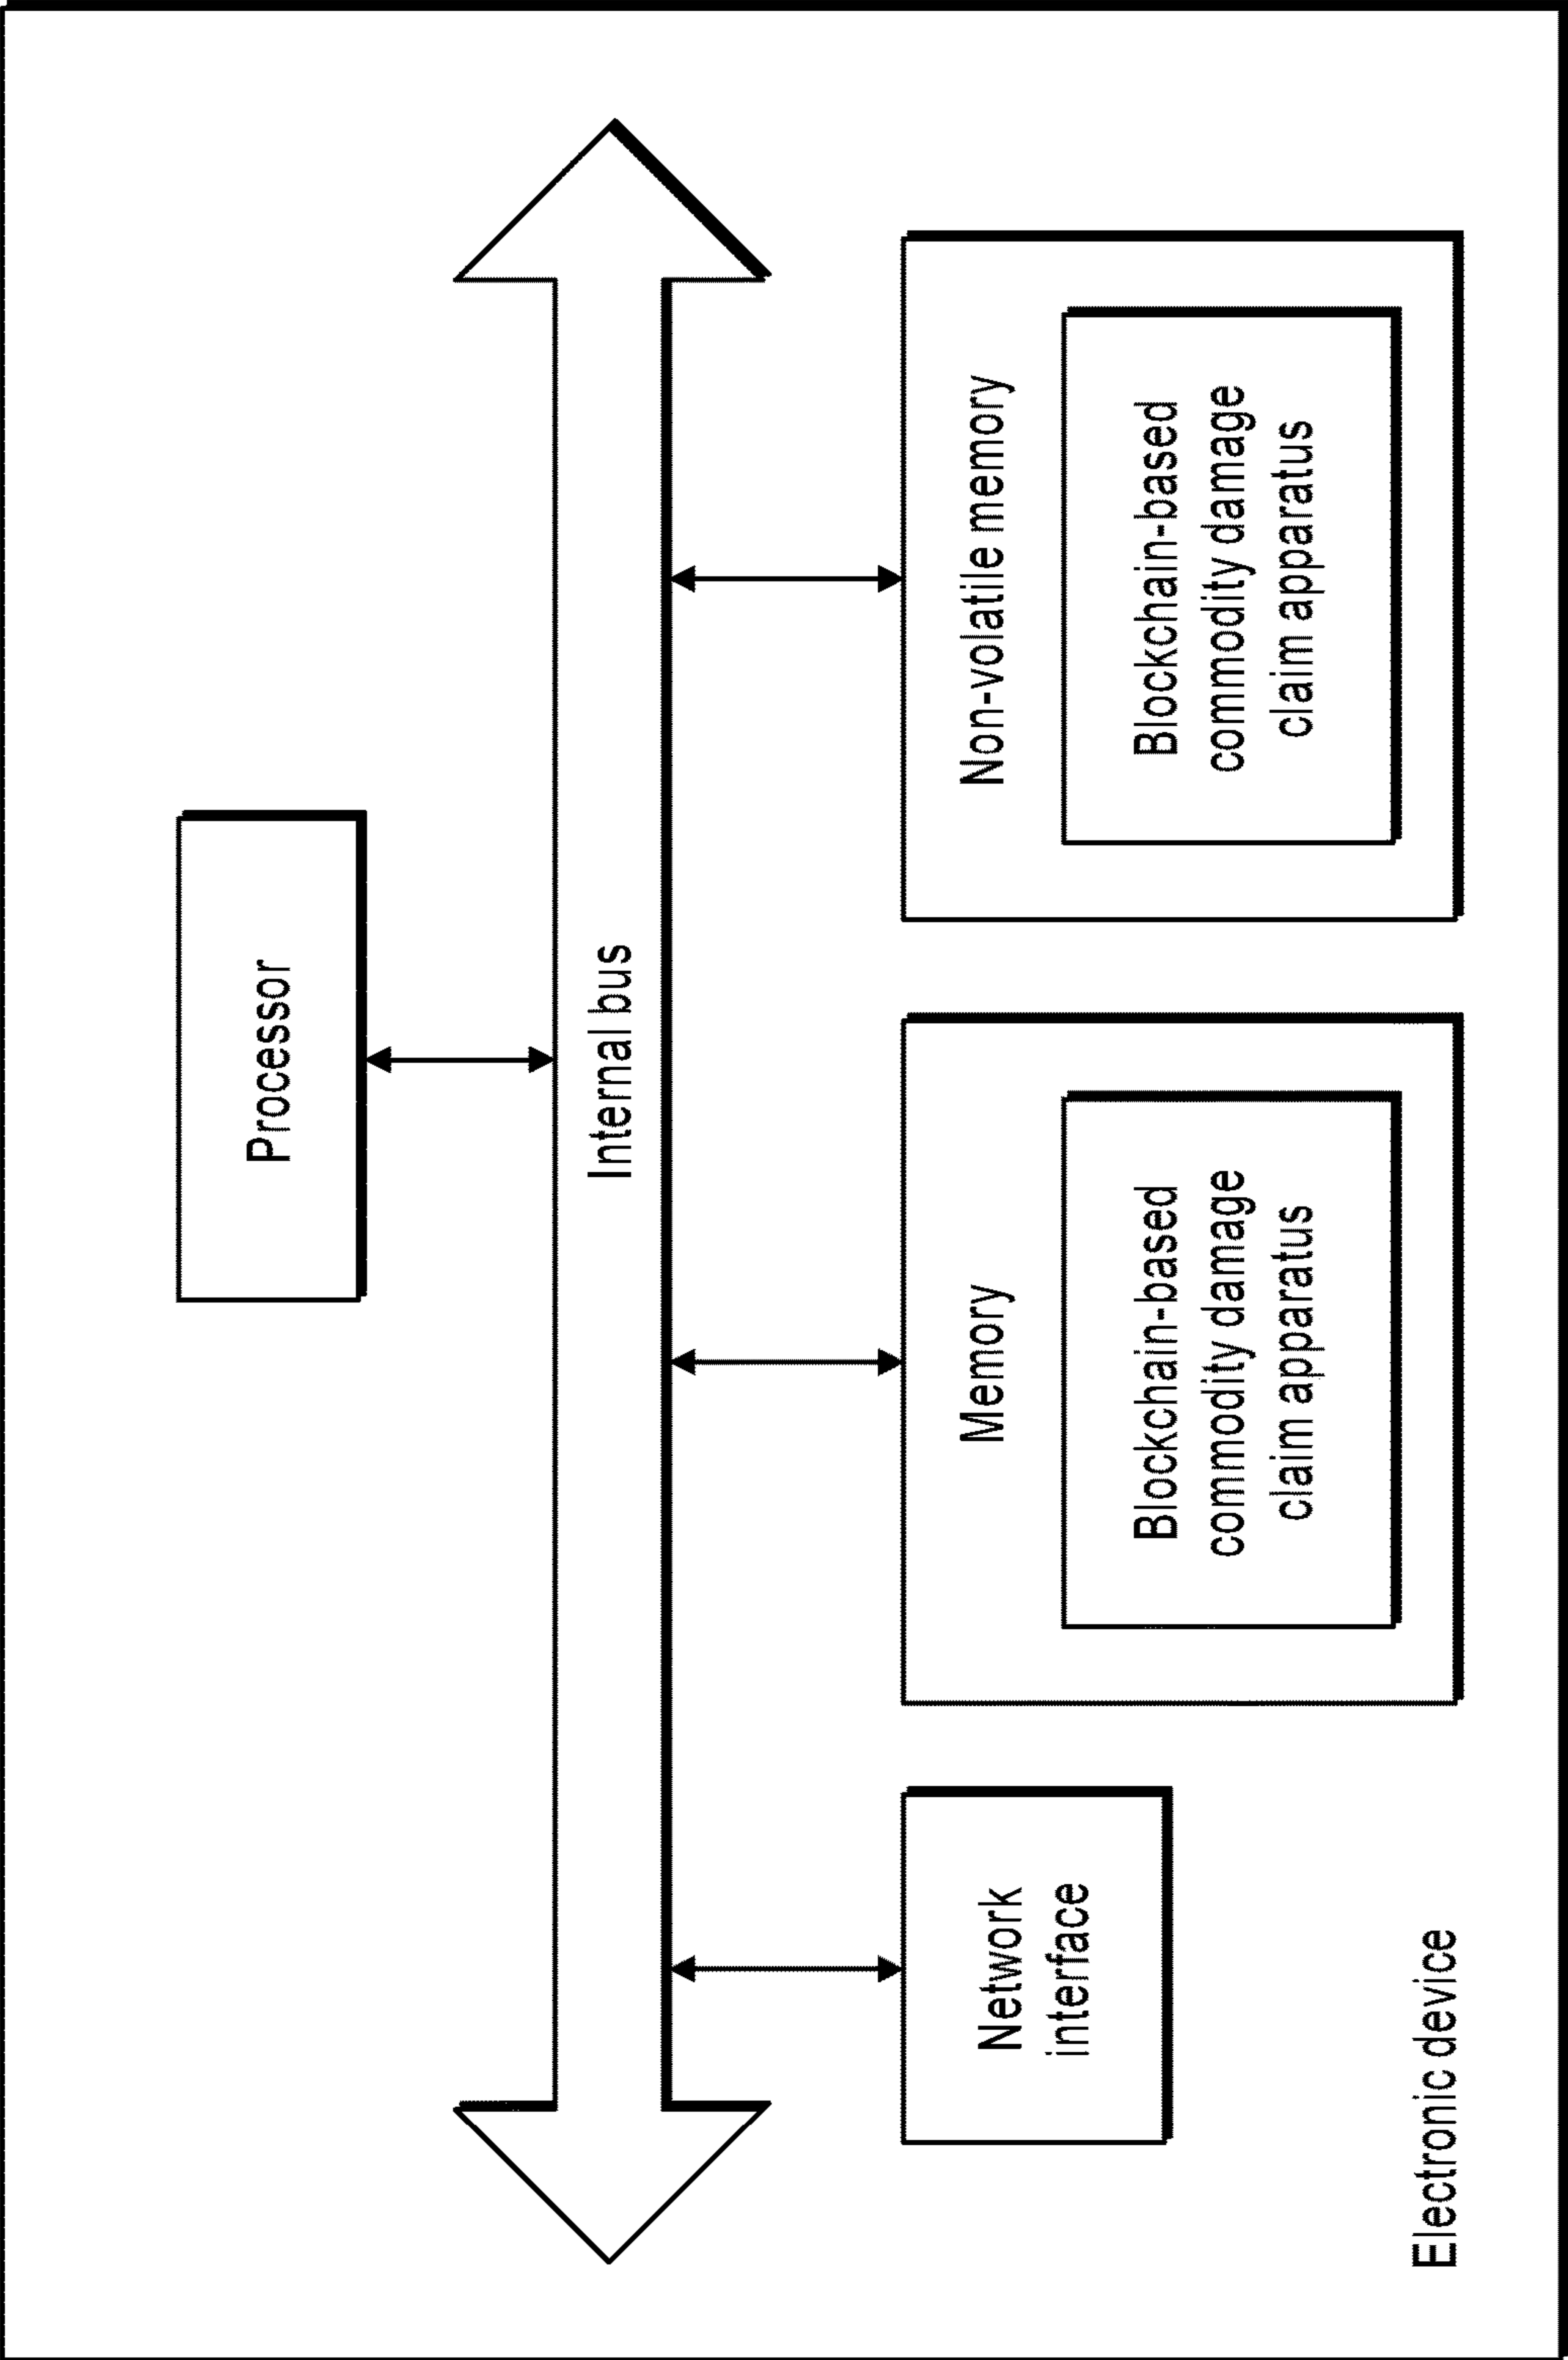 Processor
Internal bus
Network
interface
Memory
Blockchain-based
commodity damage
claim apparatus
Non-volatile memory
Blockchain-based
commodity damage
claim apparatus
Electronic device